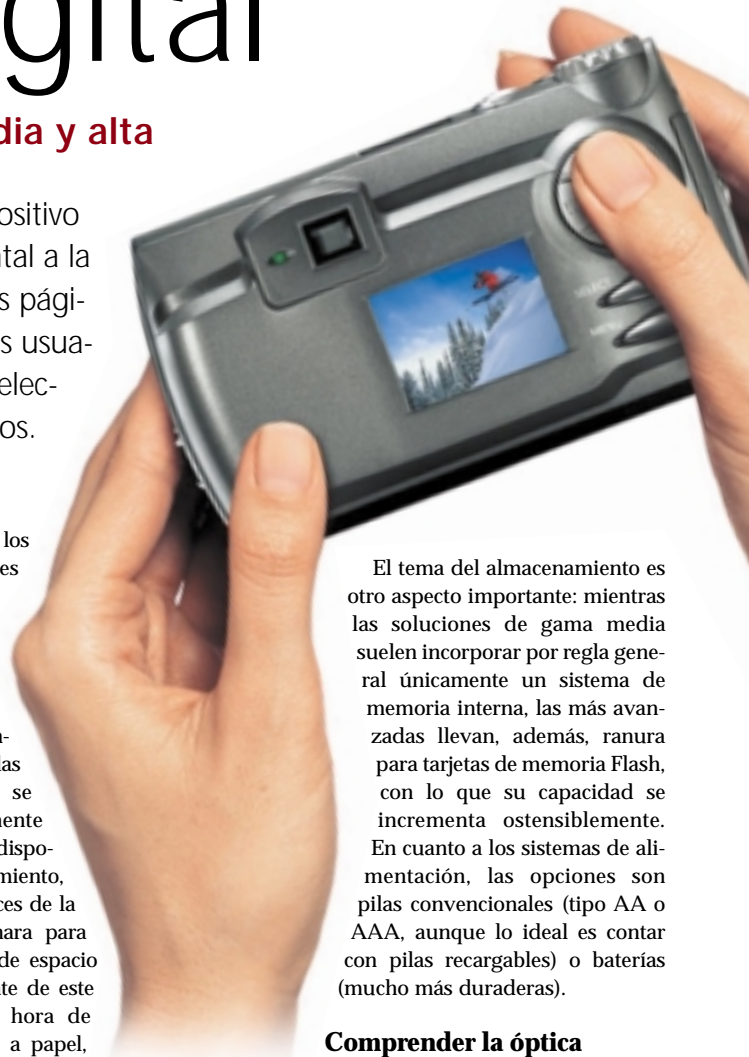 gital
dia y alta
ositivo
tal a la
s pági-
s usua-
elec-
os.
los
es
n-
las
se
ente
dispo-
miento,
ces de la
ara para
de espacio
te de este
hora de
a papel,
SELECT
MENU
El tema del almacenamiento es
otro aspecto importante: mientras
las soluciones de gama media
suelen incorporar por regla gene-
ral únicamente un sistema de
memoria interna, las más avan-
zadas llevan, además, ranura
para tarjetas de memoria Flash,
con lo que su capacidad se
incrementa ostensiblemente.
En cuanto a los sistemas de ali-
mentación, las opciones son
pilas convencionales (tipo AA o
AAA, aunque lo ideal es contar
con pilas recargables) o baterías
(mucho más duraderas).
Comprender la óptica